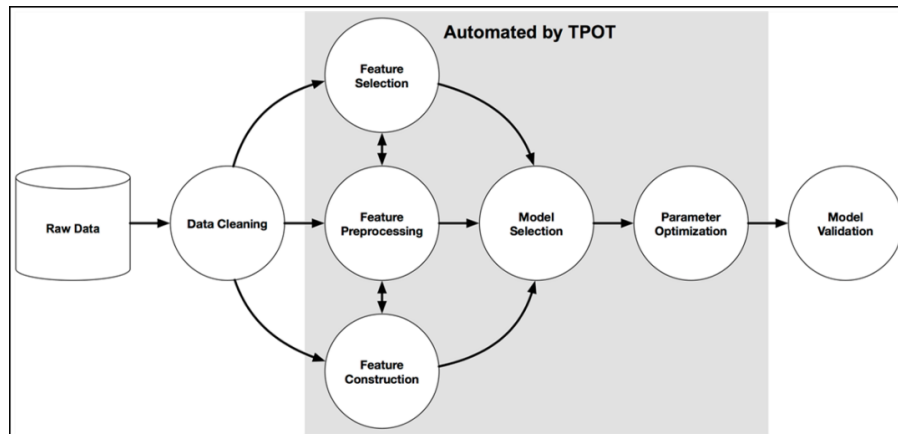 Automated by TPOT
Feature
Selection
Raw Data
Data Cleaning
Feature
Preprocessing
Model
Selection
Parameter
Optimization
Model
Validation
Feature
Construction